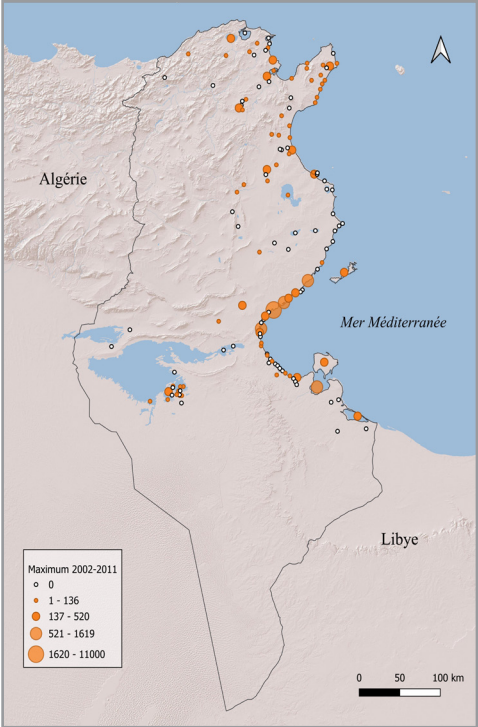 Algérie
Mer Méditerranée
Libye
Maximum 2002-2011
0
1 - 136
137 - 520
521 - 1619
1620 - 11000
0 50 100 km